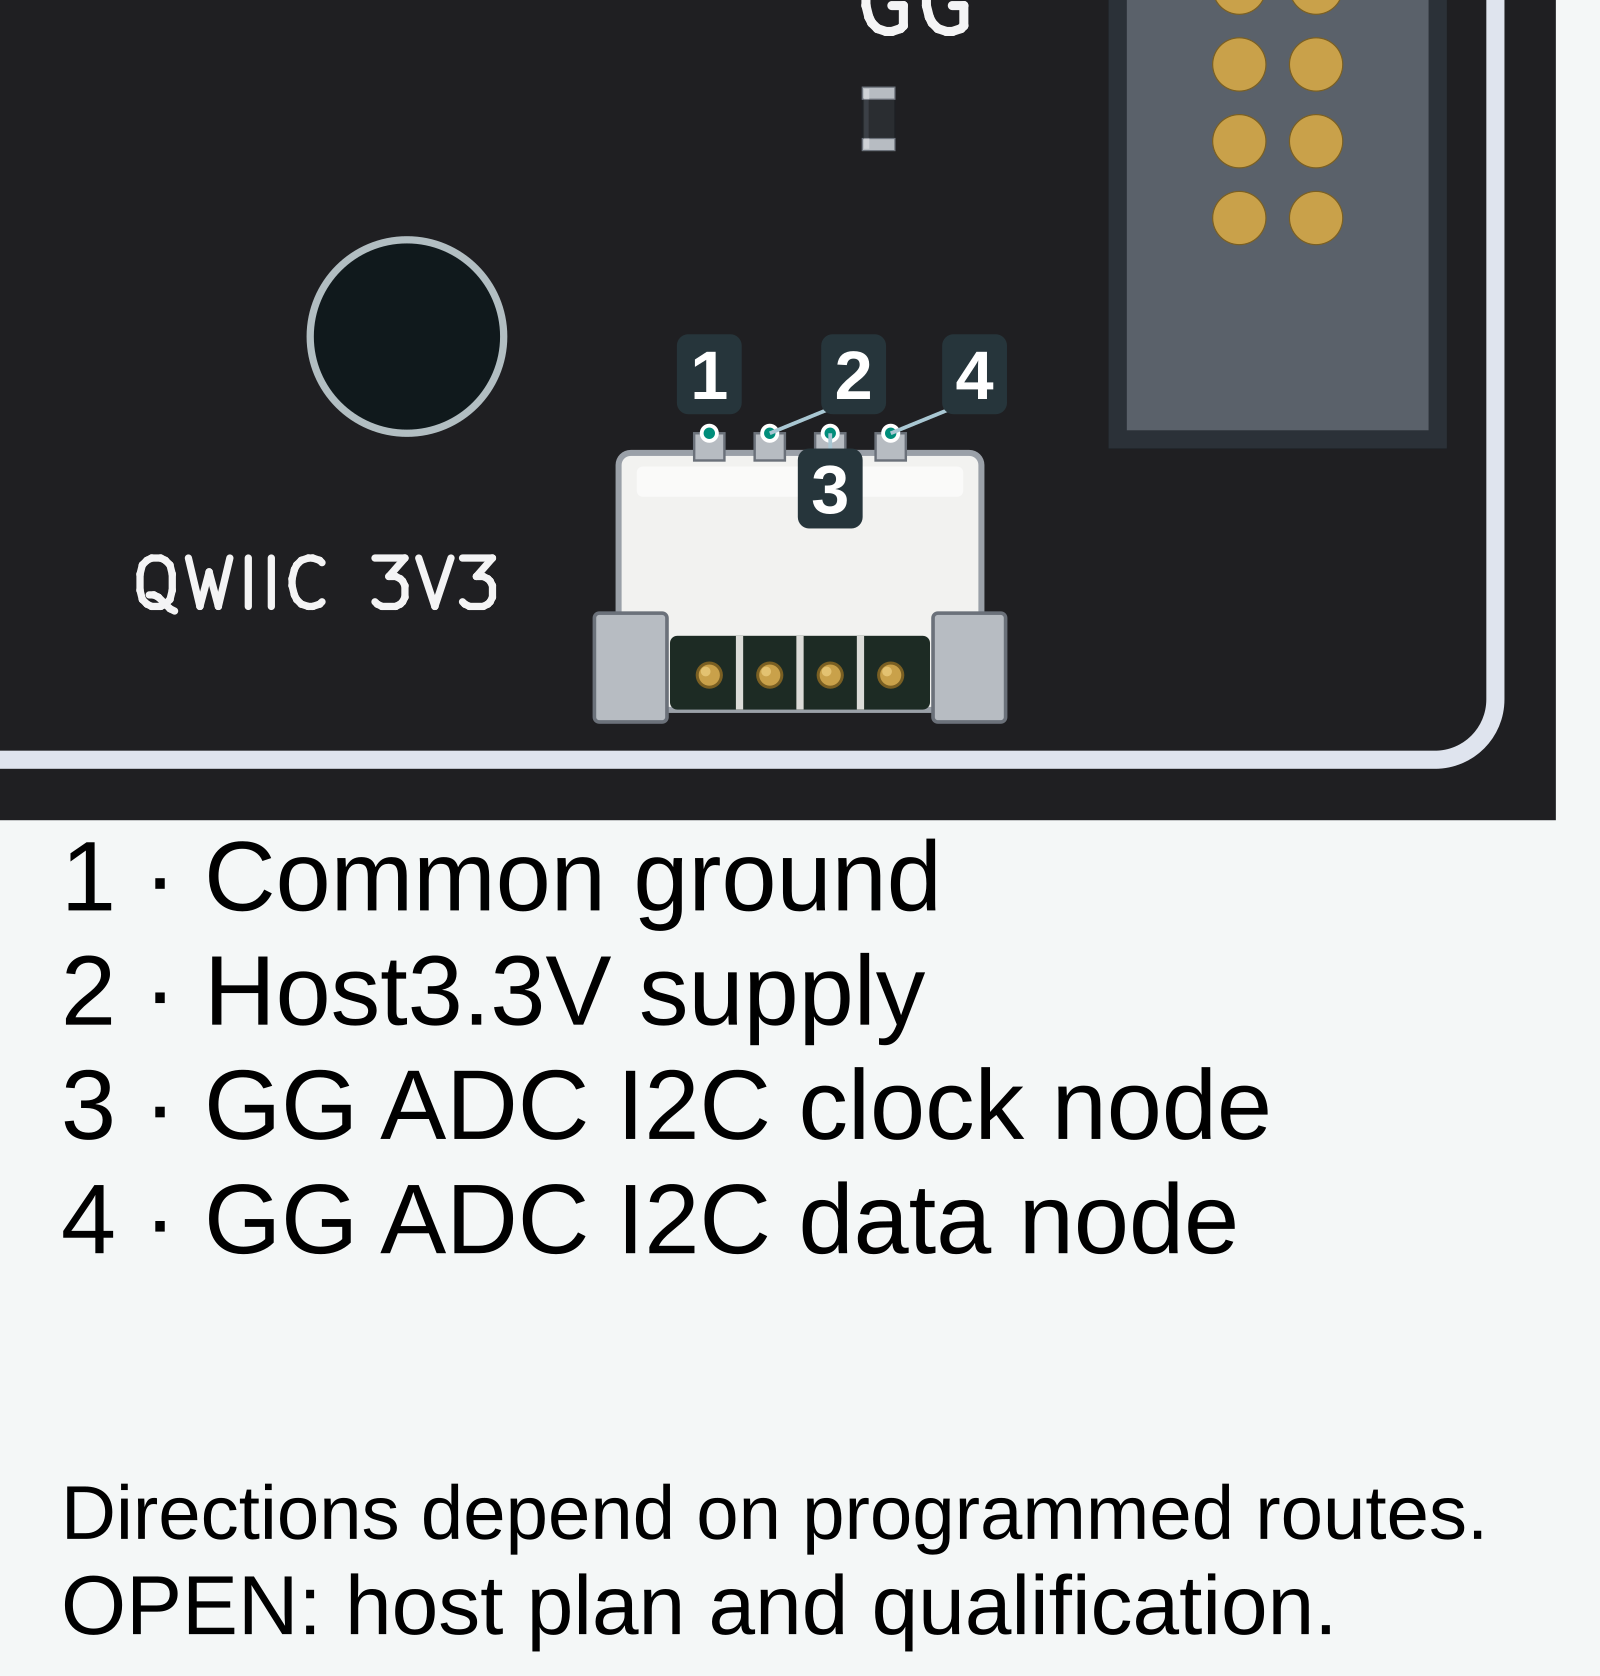 GG
1 2 4
3
QWIIC 3V3
1 · Common ground
2 · Host3.3V supply
3 · GG ADC I2C clock node
4 · GG ADC I2C data node
Directions depend on programmed routes.
OPEN: host plan and qualification.